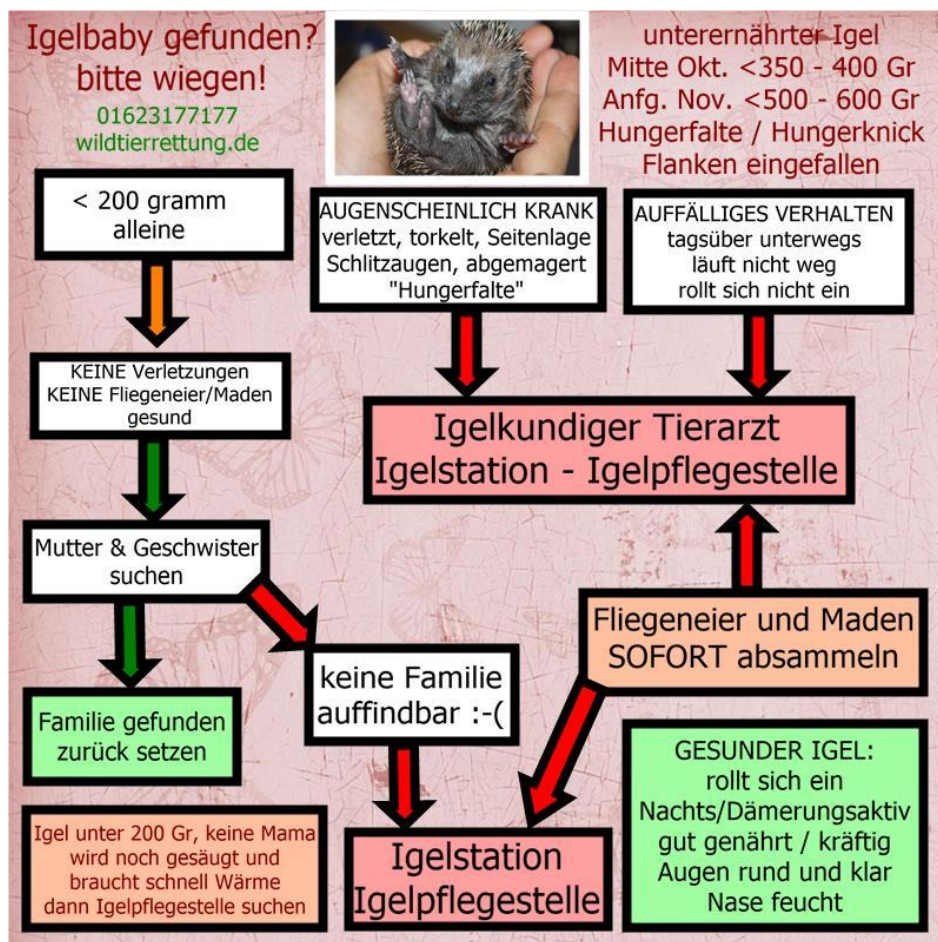 Igelbaby gefunden?
bitte wiegen!
01623177177
wildtierrettung.de
unterernährter Igel
Mitte Okt. <350 - 400 Gr
Anfg. Nov. <500 - 600 Gr
Hungerfalte / Hungerknick
Flanken eingefallen
< 200 gramm
alleine
AUGENSCHEINLICH KRANK
verletzt, torkelt, Seitenlage
Schlitzaugen, abgemagert
"Hungerfalte"
AUFFÄLLIGES VERHALTEN
tagsüber unterwegs
läuft nicht weg
rollt sich nicht ein
KEINE Verletzungen
KEINE Fliegeneier/Maden
gesund
Igelkundiger Tierarzt
Igelstation - Igelpflegestelle
Mutter & Geschwister
suchen
Fliegeneier und Maden
SOFORT absammeln
keine Familie
auffindbar :-(
Familie gefunden
zurück setzen
GESUNDER IGEL:
rollt sich ein
Nachts/Dämerungsaktiv
gut genährt / kräftig
Augen rund und klar
Nase feucht
Igel unter 200 Gr, keine Mama
wird noch gesäugt und
braucht schnell Wärme
dann Igelpflegestelle suchen
Igelstation
Igelpflegestelle